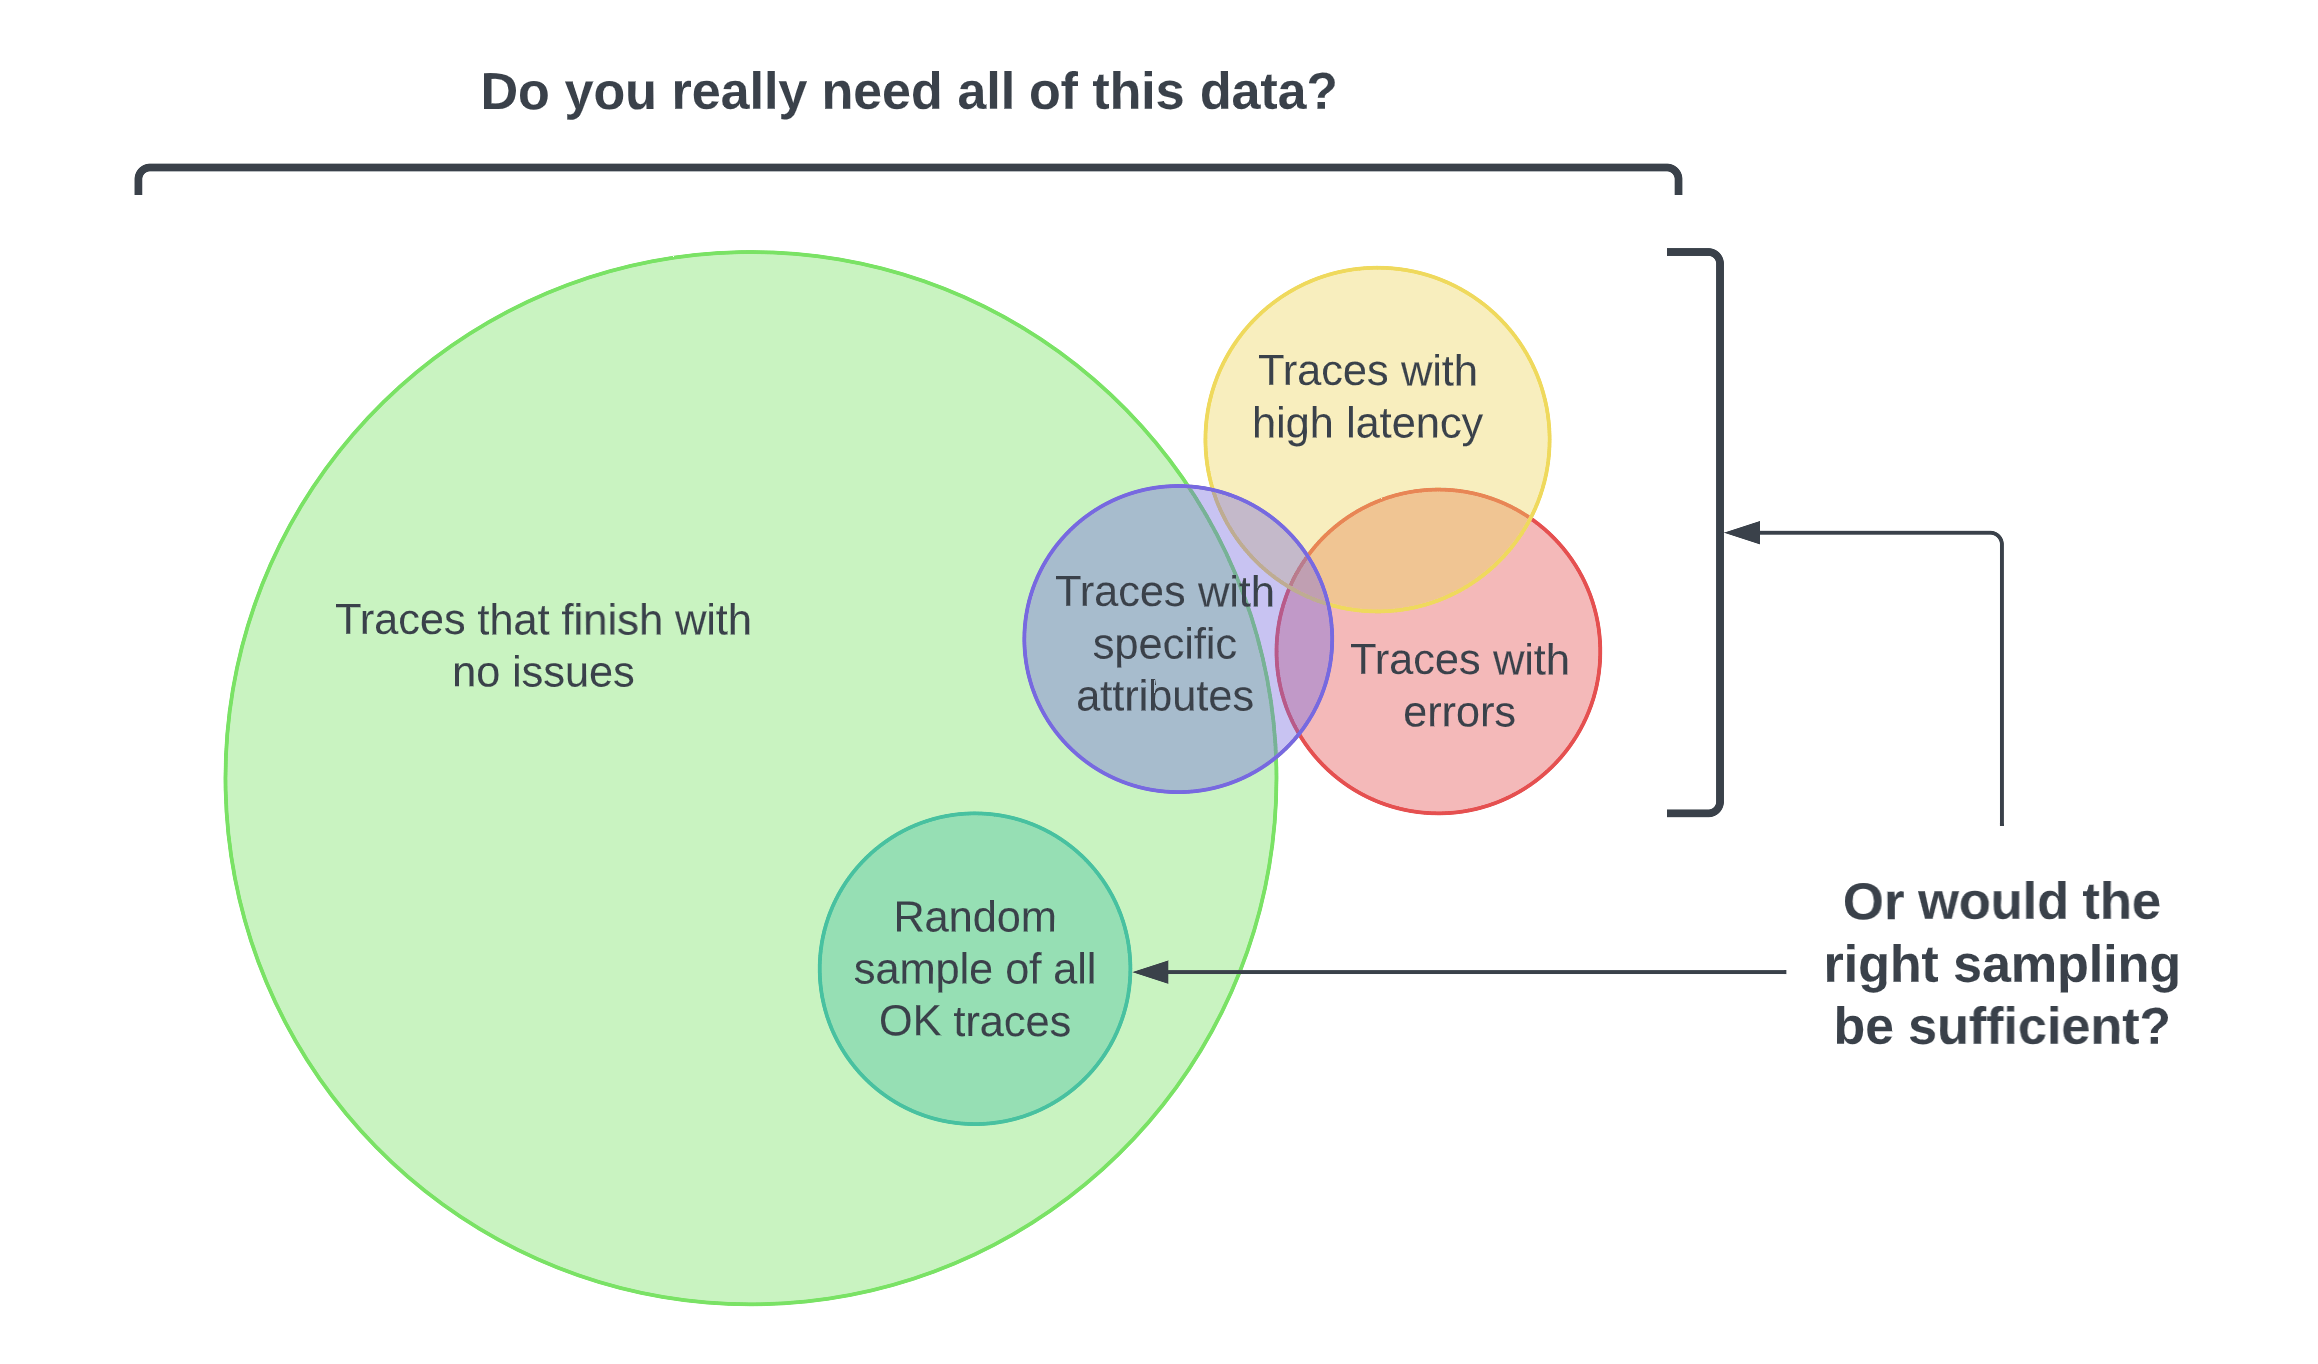 Do you really need all of this data?
Traces with
high latency
Traces that finish with
no issues
Traces with
specific
attributes
Traces with
errors
Random
sample of all
OK traces
Or would the
right sampling
be sufficient?